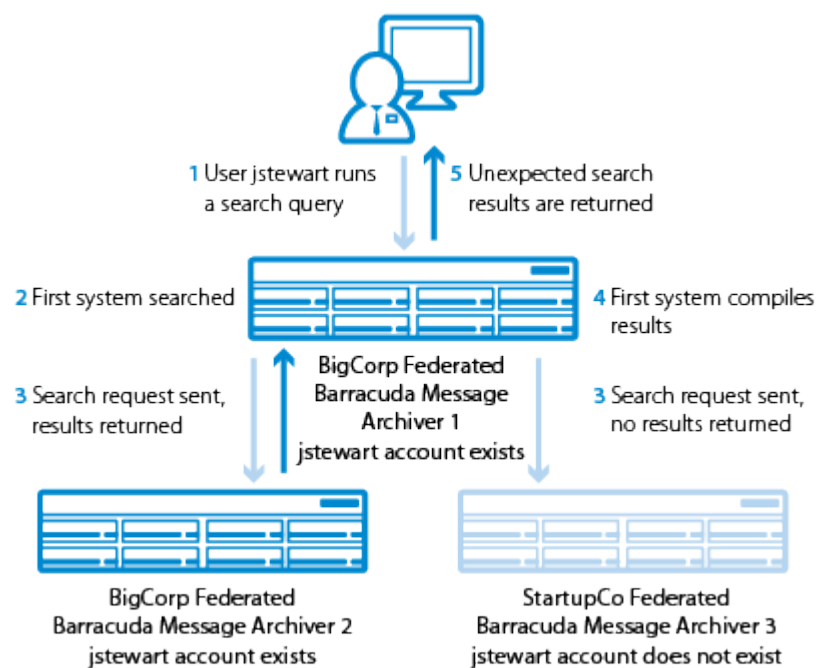 1 User jstewart runs
a search query
5 Unexpected search
results are returned
2 First system searched
4 First system compiles
results
BigCorp Federated
Barracuda Message
Archiver 1
jstewart account exists
3 Search request sent,
results returned
3 Search request sent,
no results returned
BigCorp Federated
Barracuda Message Archiver 2
jstewart account exists
StartupCo Federated
Barracuda Message Archiver 3
jstewart account does not exist